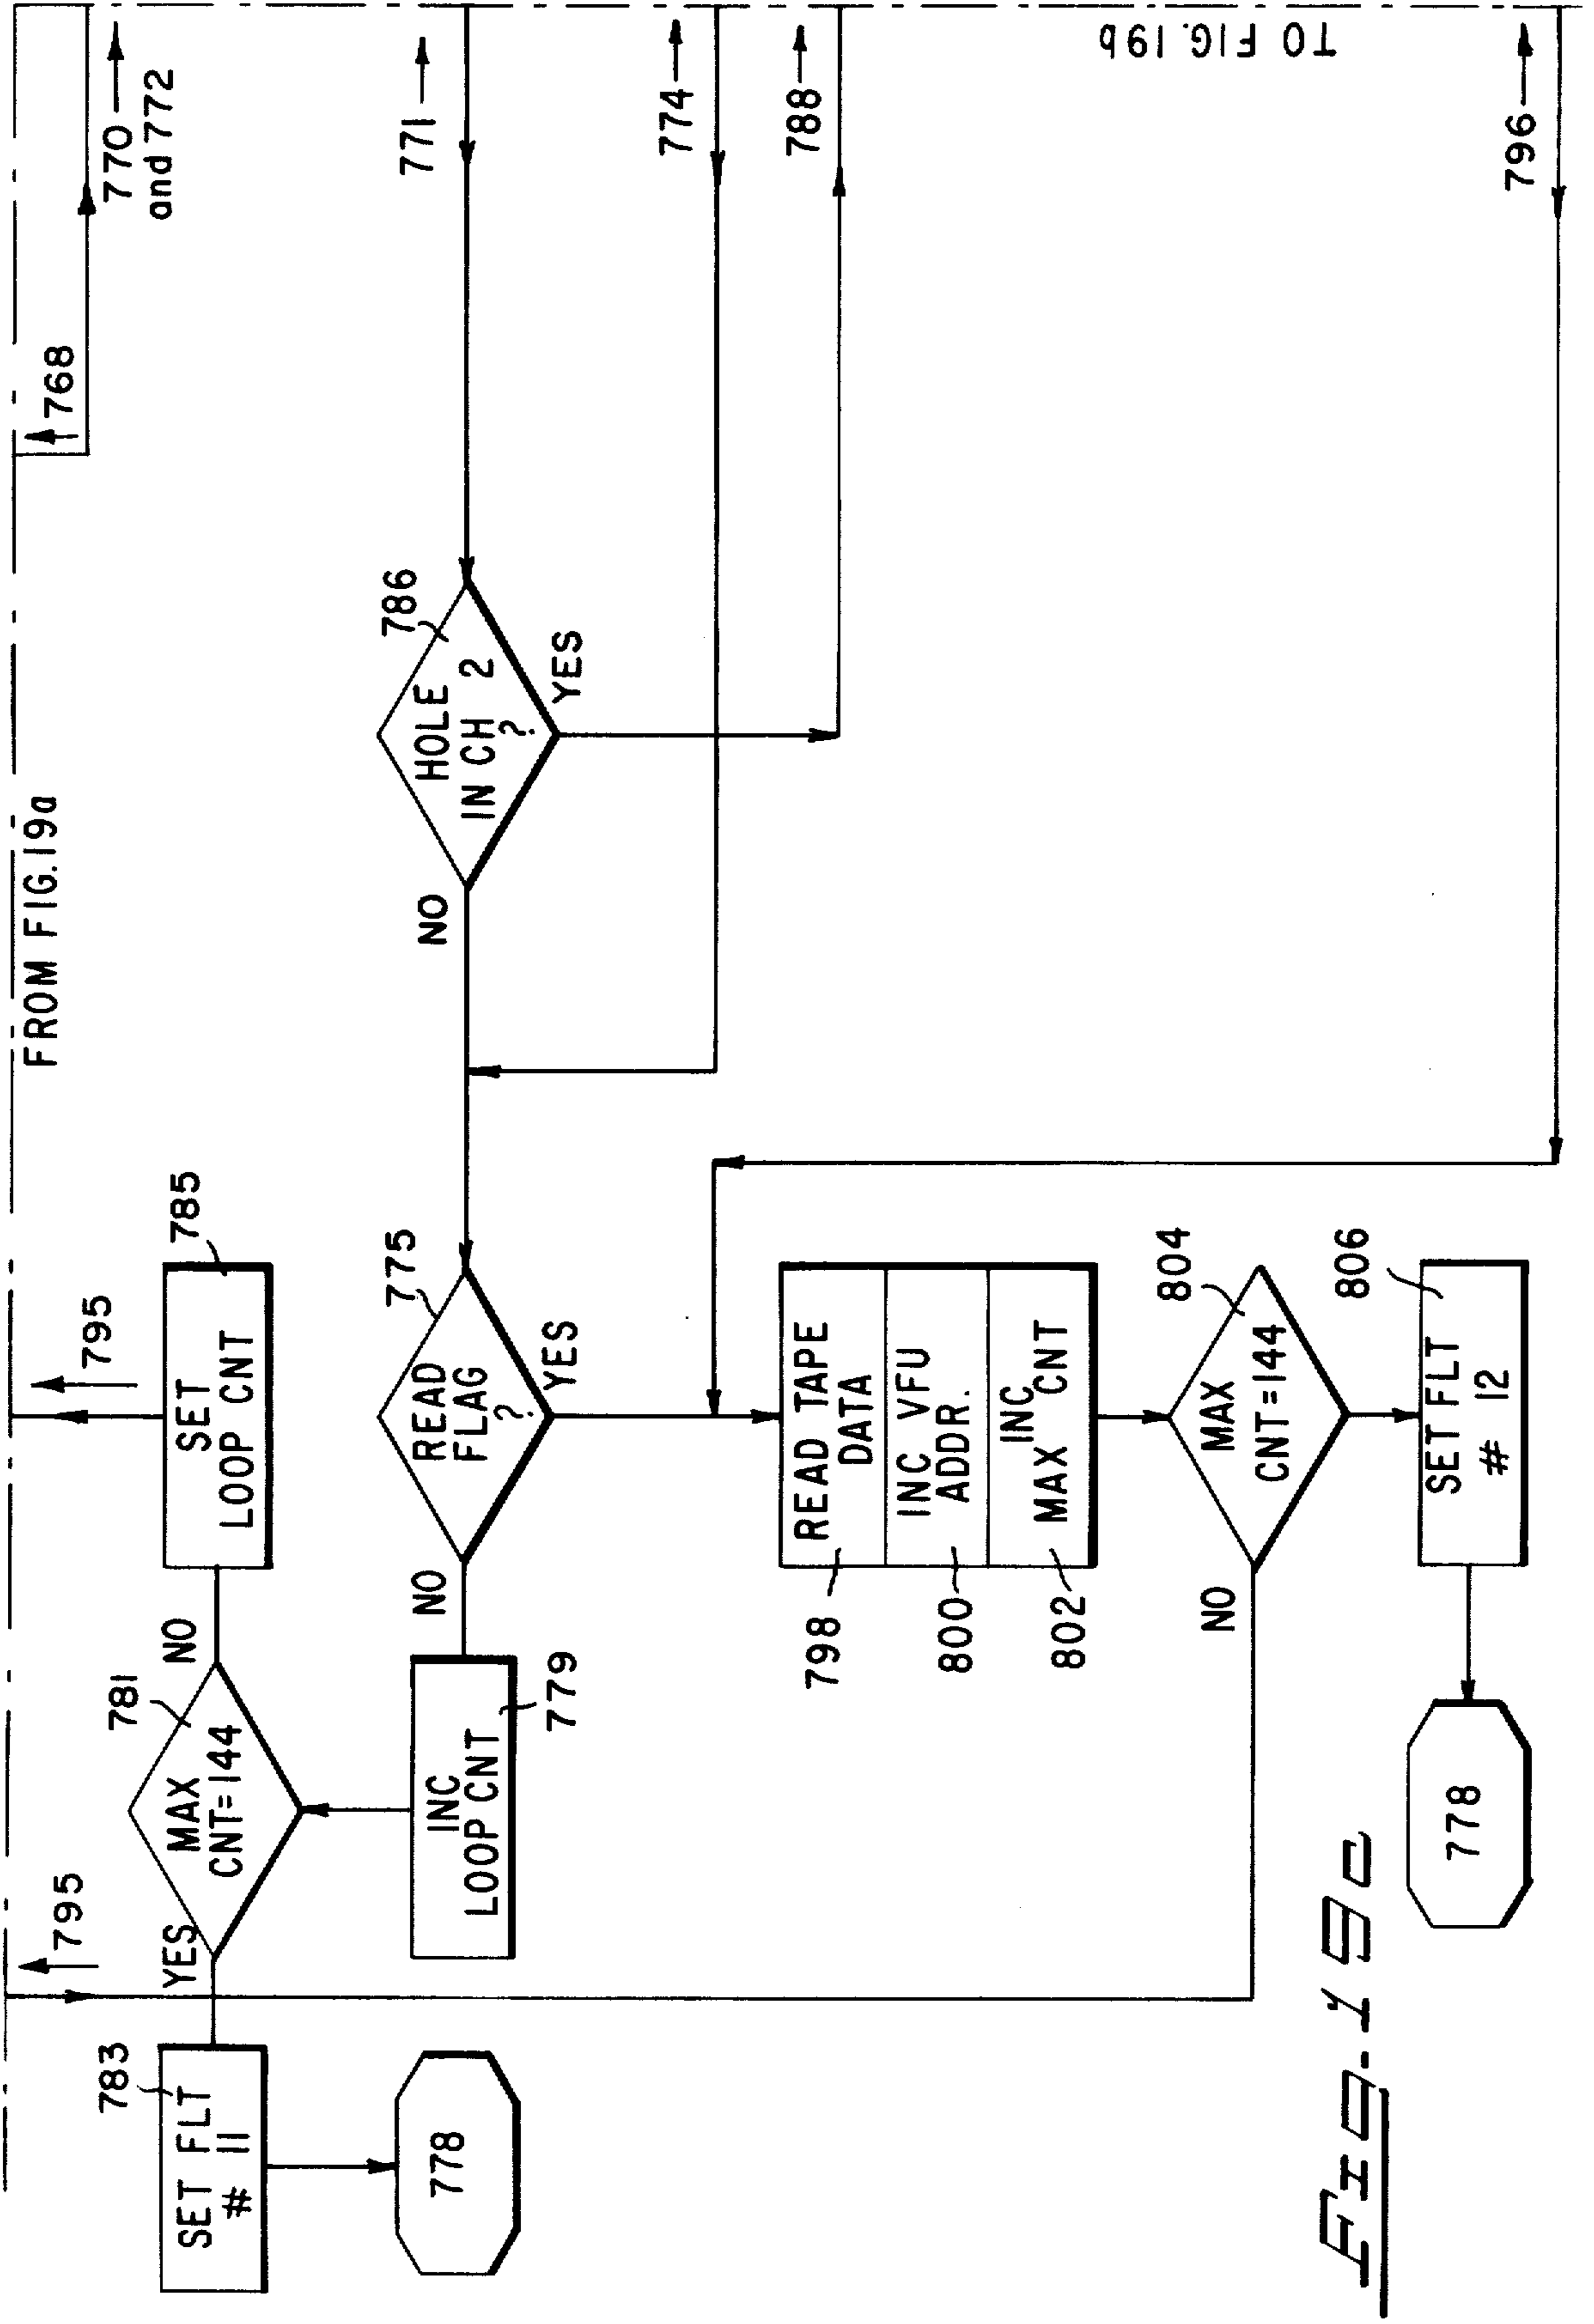 FROM FIG. 19a
768
770
and 772
795
795
783
SET FLT
# 11
778
781
MAX
CNT=144
YES
NO
785
SET
LOOP CNT
INC
LOOP CNT
779
NO
775
READ
FLAG
?
YES
NO
786
HOLE
IN CH 2
?
YES
771
774
788
TO FIG. 19b
796
READ TAPE
DATA
798
INC VFU
ADDR.
800
INC
MAX CNT
802
804
MAX
CNT=144
NO
806
SET FLT
# 12
778
FIG. 19c